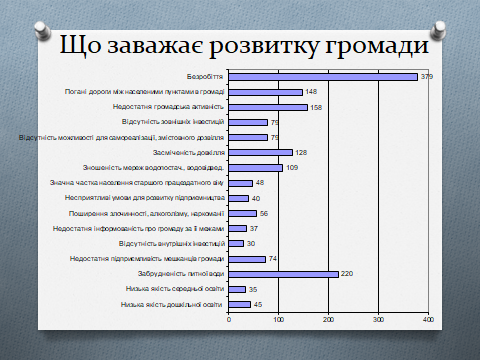 Що заважає розвитку громади
Безробіття 379
Погані дороги між населеними пунктами в громаді 148
Недостатня громадська активність 158
Відсутність зовнішніх інвестицій 79
Відсутність можливості для самореалізації, змістовного дозвілля 79
Засміченість довкілля 128
Зношеність мереж водопостач., водовідвед. 109
Значна частка населення старшого працездатного віку 48
Несприятливі умови для розвитку підприємництва 40
Поширення злочинності, алкоголізму, наркоманії 56
Недостатня інформованість про громаду за її межами 37
Відсутність внутрішніх інвестицій 30
Недостатня підприємливість мешканців громади 74
Забрудненість питної води 220
Низька якість середньої освіти 35
Низька якість дошкільної освіти 45
0 100 200 300 400